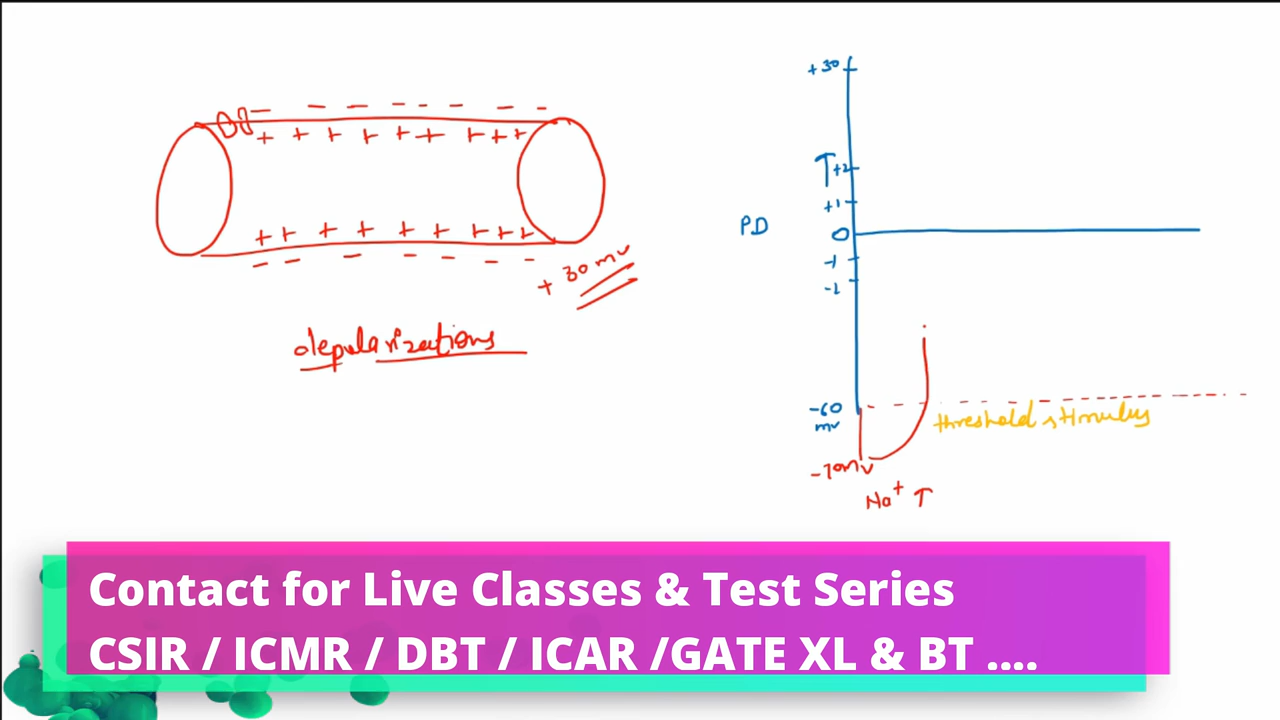 − − − − − − −
+ + + + + + + + +
+ + + + + + + + +
− − − − − − −
+ 30 mv
depolarizations
+30
↑+2
+1
PD
0
-1
-2
-60
mv
threshold stimulus
-70mv
Na+ ↑
Contact for Live Classes & Test Series
CSIR / ICMR / DBT / ICAR /GATE XL & BT ....